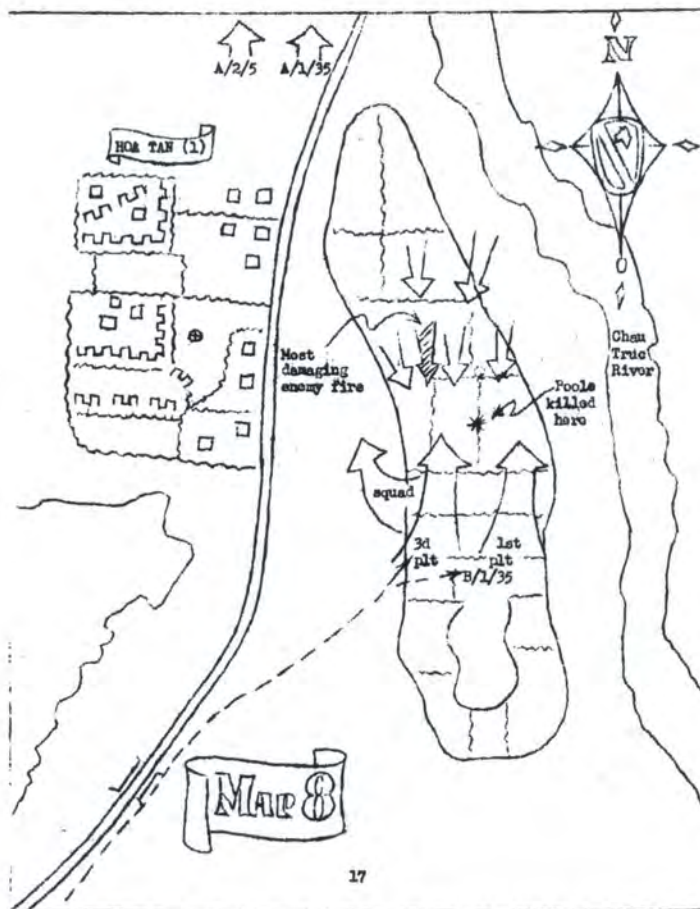 A/2/5 A/1/35
N
HOA TAN (1)
Most
damaging
enemy fire
Chau
Truc
River
Poole
killed
here
squad
3d
plt
1st
plt
B/1/35
MAP 8
17